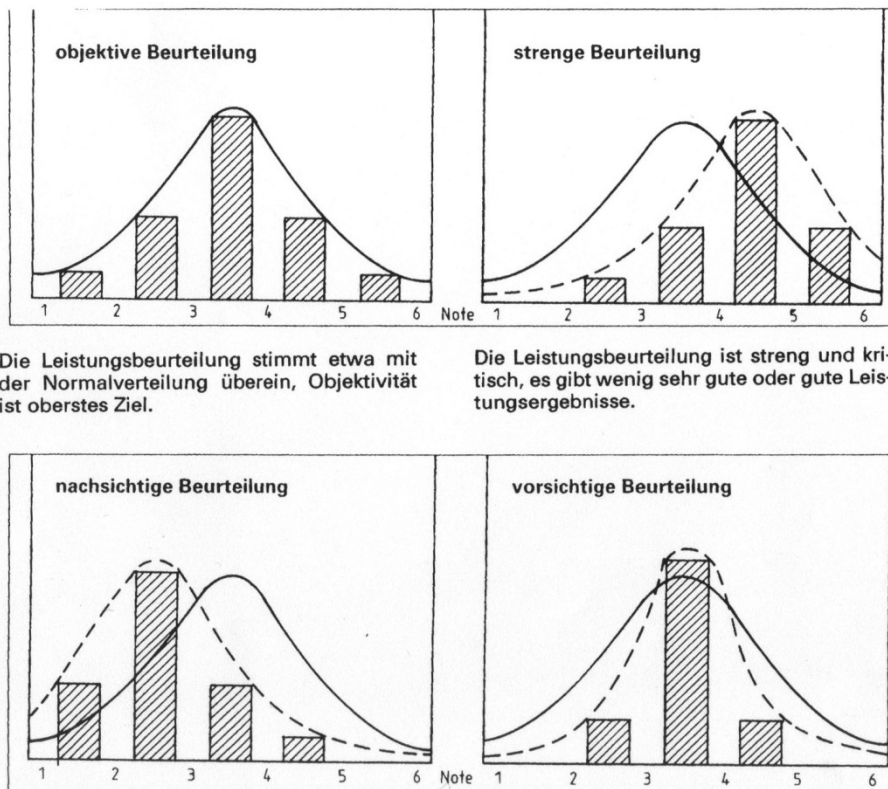 objektive Beurteilung
strenge Beurteilung
1 2 3 4 5 6 Note 1 2 3 4 5 6
Die Leistungsbeurteilung stimmt etwa mit
der Normalverteilung überein, Objektivität
ist oberstes Ziel.
Die Leistungsbeurteilung ist streng und kri-
tisch, es gibt wenig sehr gute oder gute Leis-
tungsergebnisse.
nachsichtige Beurteilung
vorsichtige Beurteilung
1 2 3 4 5 6 Note 1 2 3 4 5 6